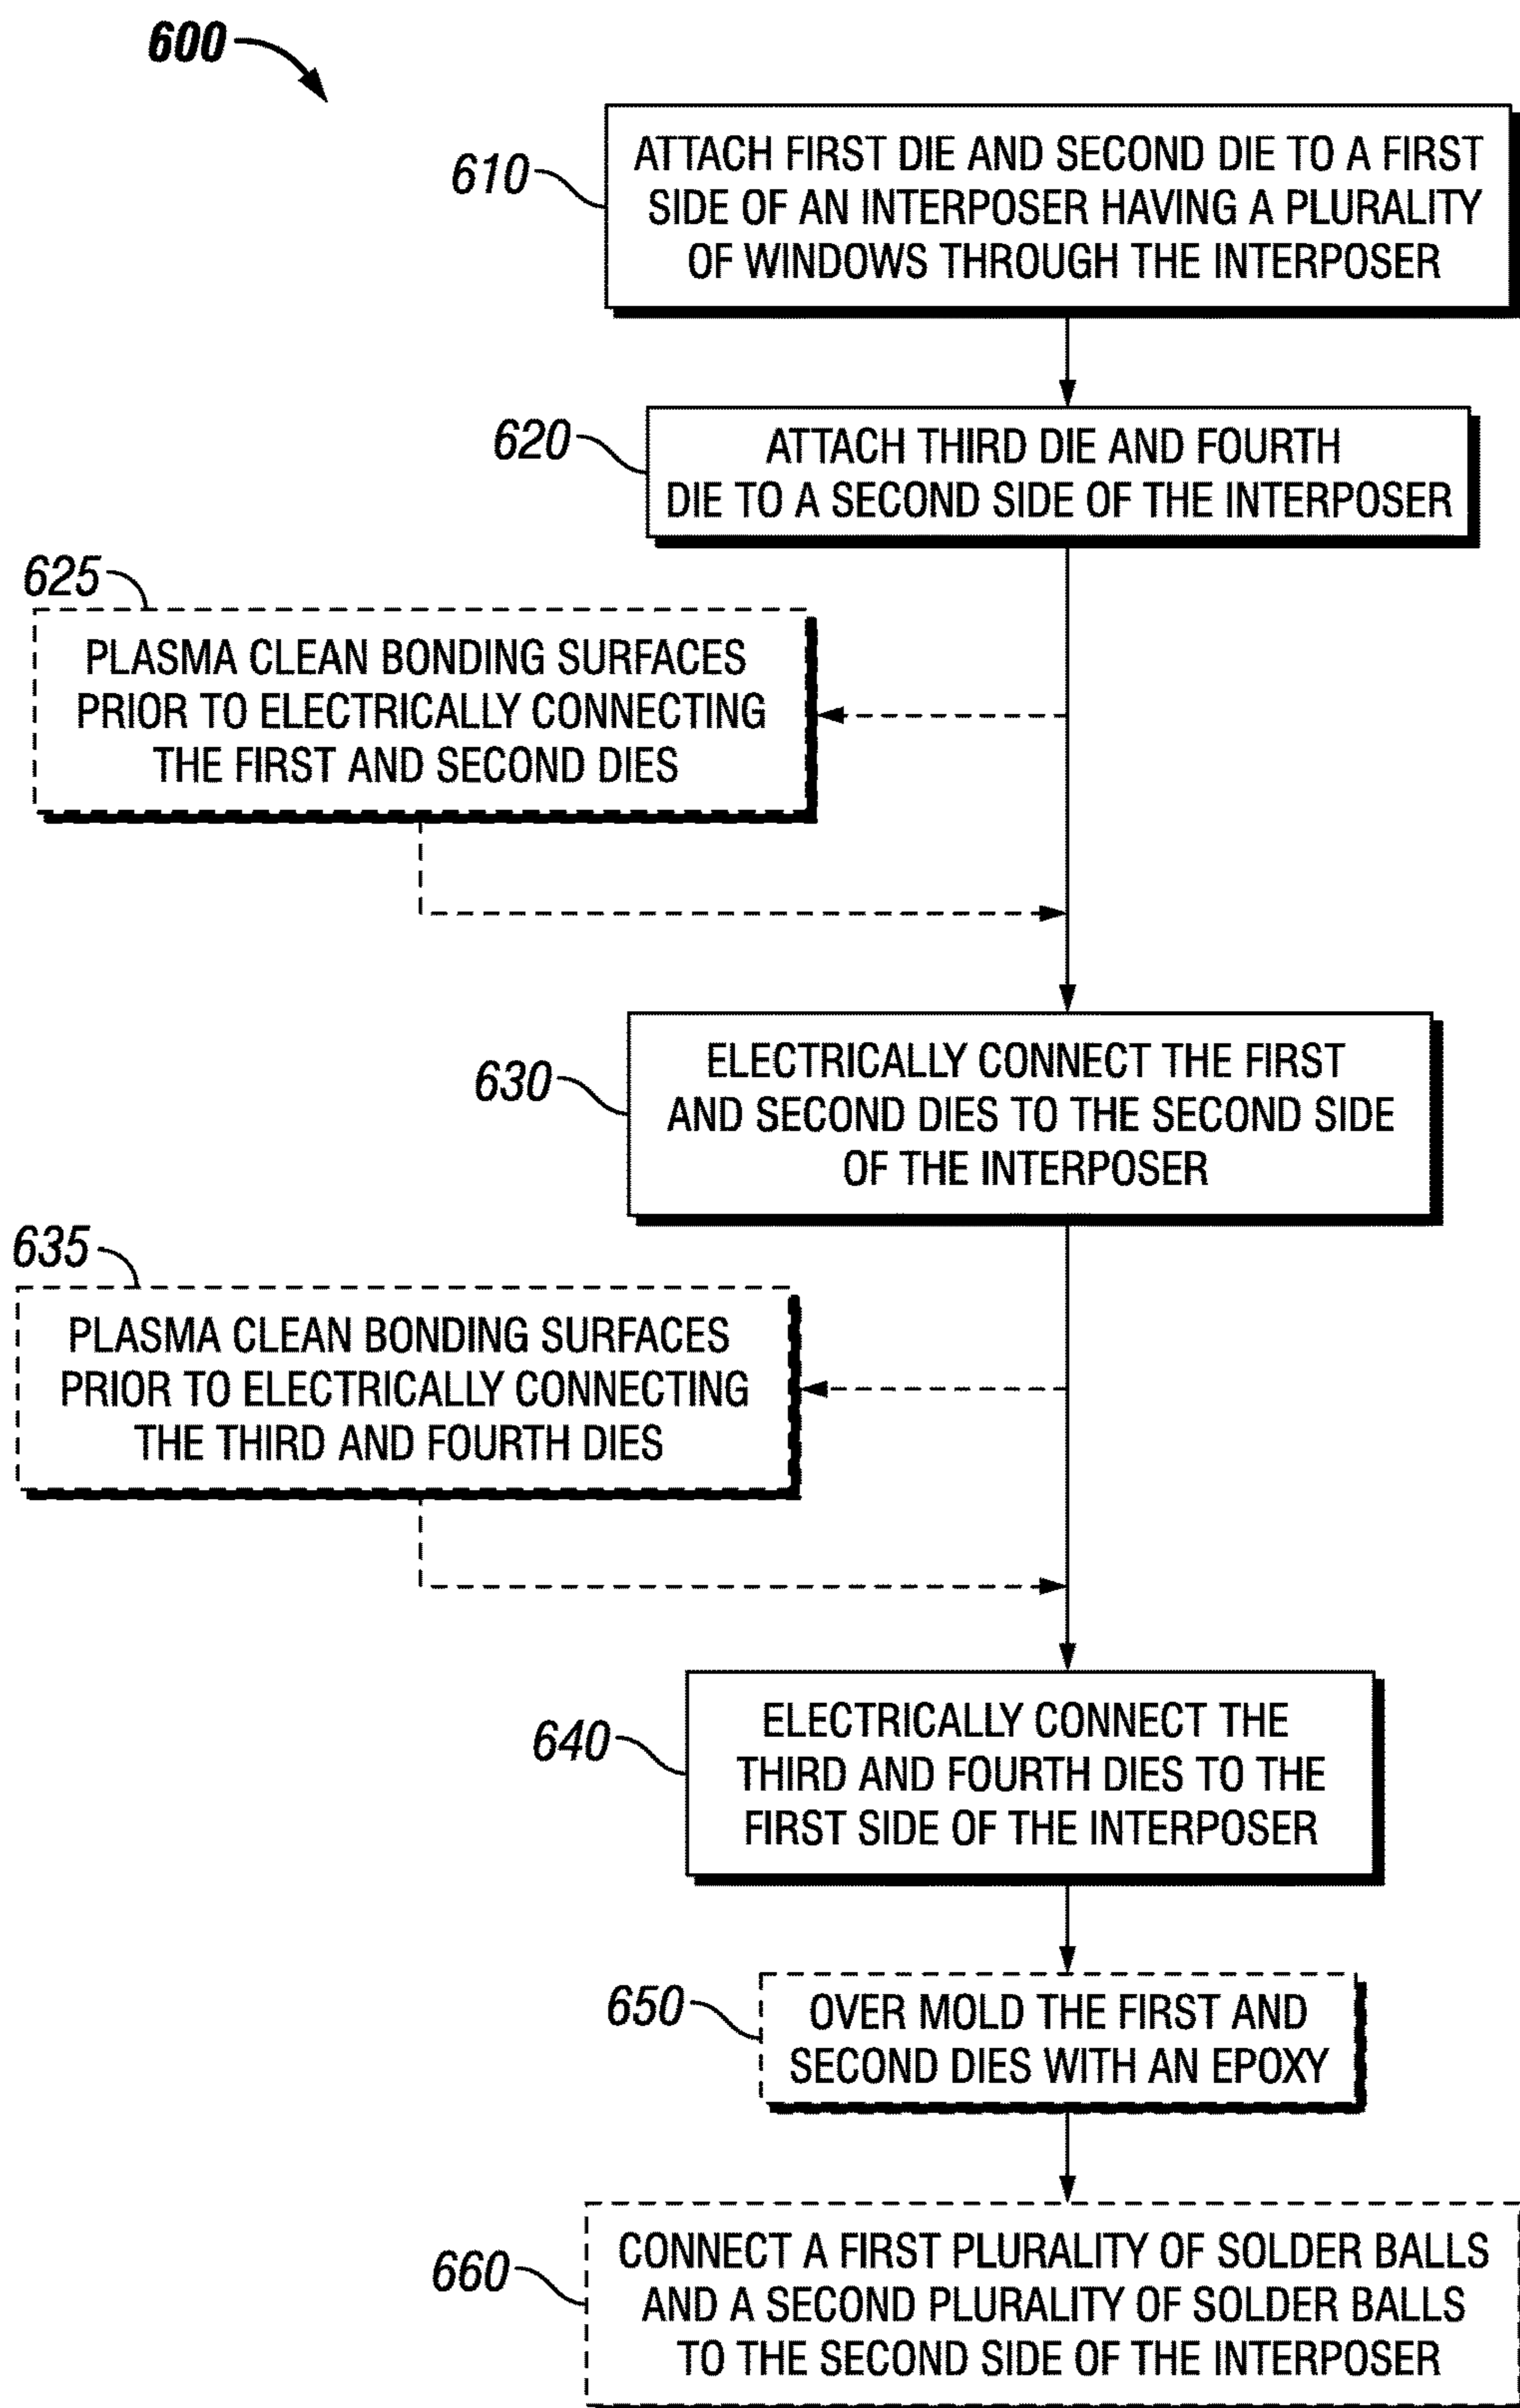 600
610
ATTACH FIRST DIE AND SECOND DIE TO A FIRST
SIDE OF AN INTERPOSER HAVING A PLURALITY
OF WINDOWS THROUGH THE INTERPOSER
620
ATTACH THIRD DIE AND FOURTH
DIE TO A SECOND SIDE OF THE INTERPOSER
625
PLASMA CLEAN BONDING SURFACES
PRIOR TO ELECTRICALLY CONNECTING
THE FIRST AND SECOND DIES
630
ELECTRICALLY CONNECT THE FIRST
AND SECOND DIES TO THE SECOND SIDE
OF THE INTERPOSER
635
PLASMA CLEAN BONDING SURFACES
PRIOR TO ELECTRICALLY CONNECTING
THE THIRD AND FOURTH DIES
640
ELECTRICALLY CONNECT THE
THIRD AND FOURTH DIES TO THE
FIRST SIDE OF THE INTERPOSER
650
OVER MOLD THE FIRST AND
SECOND DIES WITH AN EPOXY
660
CONNECT A FIRST PLURALITY OF SOLDER BALLS
AND A SECOND PLURALITY OF SOLDER BALLS
TO THE SECOND SIDE OF THE INTERPOSER